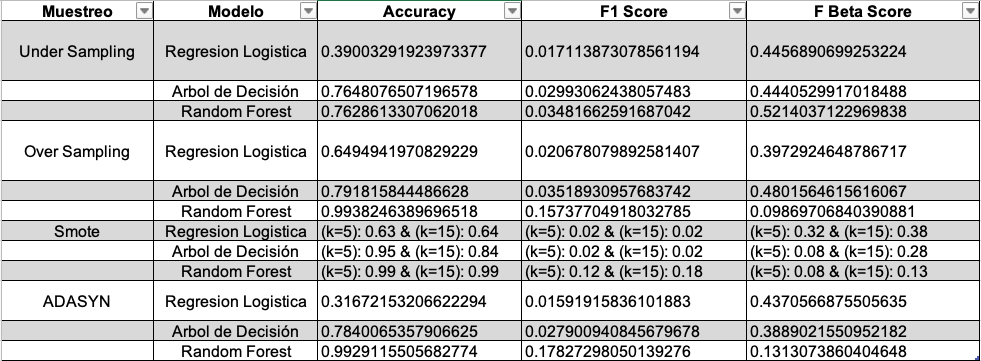 Muestreo Modelo Accuracy F1 Score F Beta Score
Under Sampling Regresion Logistica 0.39003291923973377 0.017113873078561194 0.4456890699253224
Arbol de Decisión 0.7648076507196578 0.02993062438057483 0.4440529917018488
Random Forest 0.7628613307062018 0.03481662591687042 0.5214037122969838
Over Sampling Regresion Logistica 0.6494941970829229 0.020678079892581407 0.3972924648786717
Arbol de Decisión 0.791815844486628 0.03518930957683742 0.4801564615616067
Random Forest 0.9938246389696518 0.15737704918032785 0.09869706840390881
Smote Regresion Logistica (k=5): 0.63 & (k=15): 0.64 (k=5): 0.02 & (k=15): 0.02 (k=5): 0.32 & (k=15): 0.38
Arbol de Decisión (k=5): 0.95 & (k=15): 0.84 (k=5): 0.02 & (k=15): 0.02 (k=5): 0.08 & (k=15): 0.28
Random Forest (k=5): 0.99 & (k=15): 0.99 (k=5): 0.12 & (k=15): 0.18 (k=5): 0.08 & (k=15): 0.13
ADASYN Regresion Logistica 0.31672153206622294 0.01591915836101883 0.4370566875505635
Arbol de Decisión 0.7840065357906625 0.027900940845679678 0.3889021550952182
Random Forest 0.9929115505682774 0.17827298050139276 0.1313073860404648